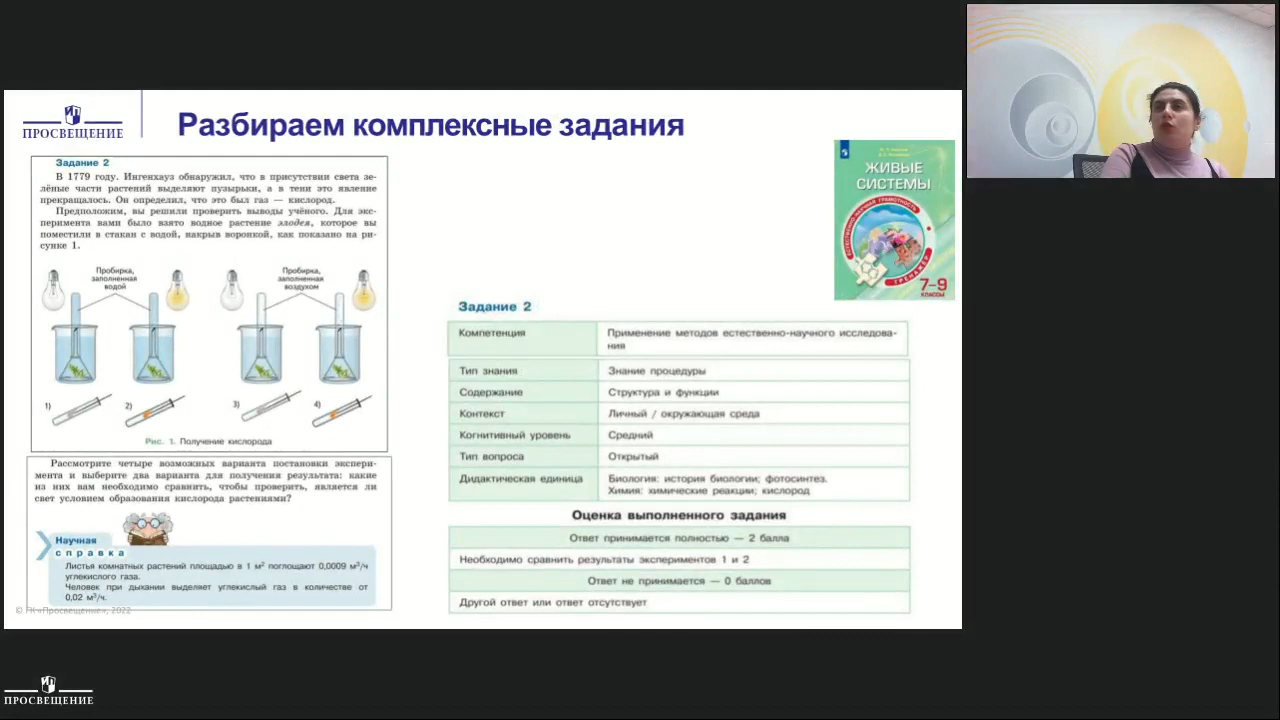 ПРОСВЕЩЕНИЕ
Разбираем комплексные задания
Задание 2
В 1779 году. Ингенхауз обнаружил, что в присутствии света зе-
лёные части растений выделяют пузырьки, а в тени это явление
прекращалось. Он определил, что это был газ — кислород.
Предположим, вы решили проверить выводы учёного. Для экс-
перимента вами было взято водное растение элодея, которое вы
поместили в стакан с водой, накрыв воронкой, как показано на ри-
сунке 1.
Пробирка,
заполненная
водой
Пробирка,
заполненная
воздухом
1)
2)
3)
4)
Рис. 1. Получение кислорода
Рассмотрите четыре возможных варианта постановки экспери-
мента и выберите два варианта для получения результата: какие
из них вам необходимо сравнить, чтобы проверить, является ли
свет условием образования кислорода растениями?
Научная
справка
Листья комнатных растений площадью в 1 м² поглощают 0,0009 м³/ч
углекислого газа.
Человек при дыхании выделяет углекислый газ в количестве от
0,02 м³/ч.
© ГК «Просвещение», 2022
ЖИВЫЕ
СИСТЕМЫ
ЕСТЕСТВЕННО-НАУЧНАЯ ГРАМОТНОСТЬ
ТРЕНАЖЁР
7–9
КЛАССЫ
Задание 2
Компетенция Применение методов естественно-научного исследова-
ния
Тип знания Знание процедуры
Содержание Структура и функции
Контекст Личный / окружающая среда
Когнитивный уровень Средний
Тип вопроса Открытый
Дидактическая единица Биология: история биологии; фотосинтез.
Химия: химические реакции; кислород
Оценка выполненного задания
Ответ принимается полностью — 2 балла
Необходимо сравнить результаты экспериментов 1 и 2
Ответ не принимается — 0 баллов
Другой ответ или ответ отсутствует
ПРОСВЕЩЕНИЕ